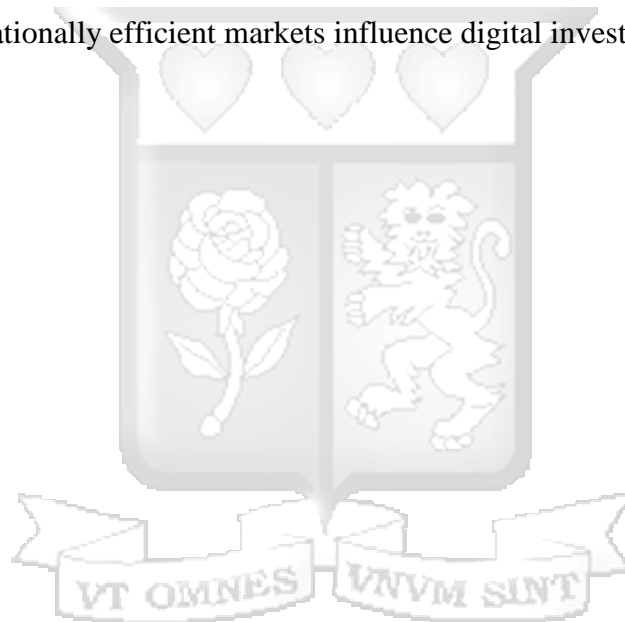 ationally efficient markets influence digital invest
VT OMNES VNVM SINT